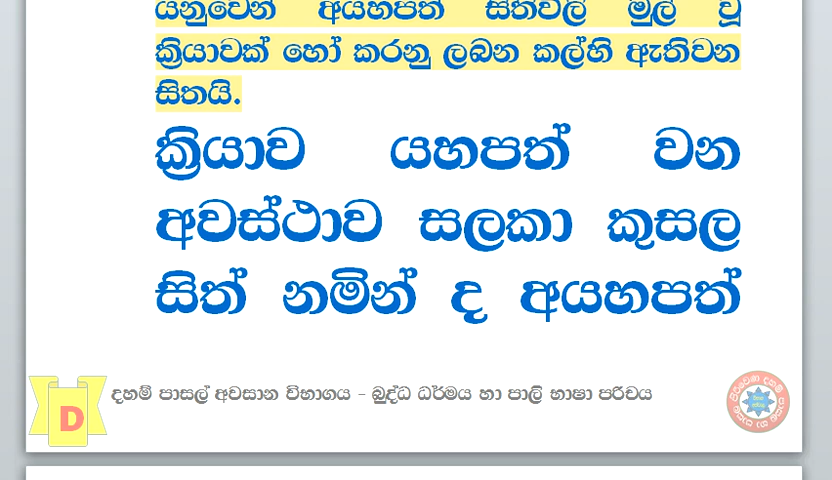 යනුවෙන් අයහපත් සිත්වල මුල් වූ
ක්‍රියාවක් හෝ කරනු ලබන කල්හි ඇතිවන
සිතයි.
ක්‍රියාව යහපත් වන
අවස්ථාව සලකා කුසල
සිත් නමින් ද අයහපත්
D
දහම් පාසල් අවසාන විභාගය - බුද්ධ ධර්මය හා පාලි භාෂා පරිචය